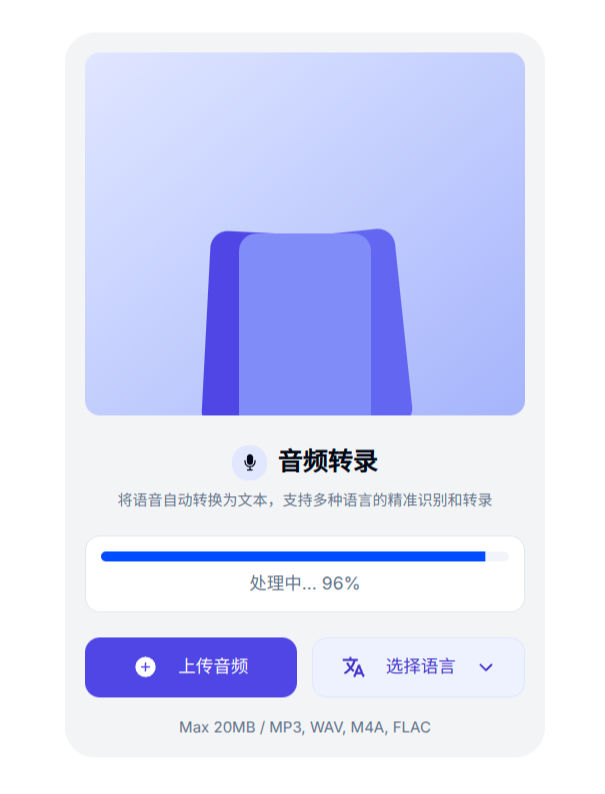 音频转录
将语音自动转换为文本，支持多种语言的精准识别和转录
处理中... 96%
上传音频
选择语言
Max 20MB / MP3, WAV, M4A, FLAC